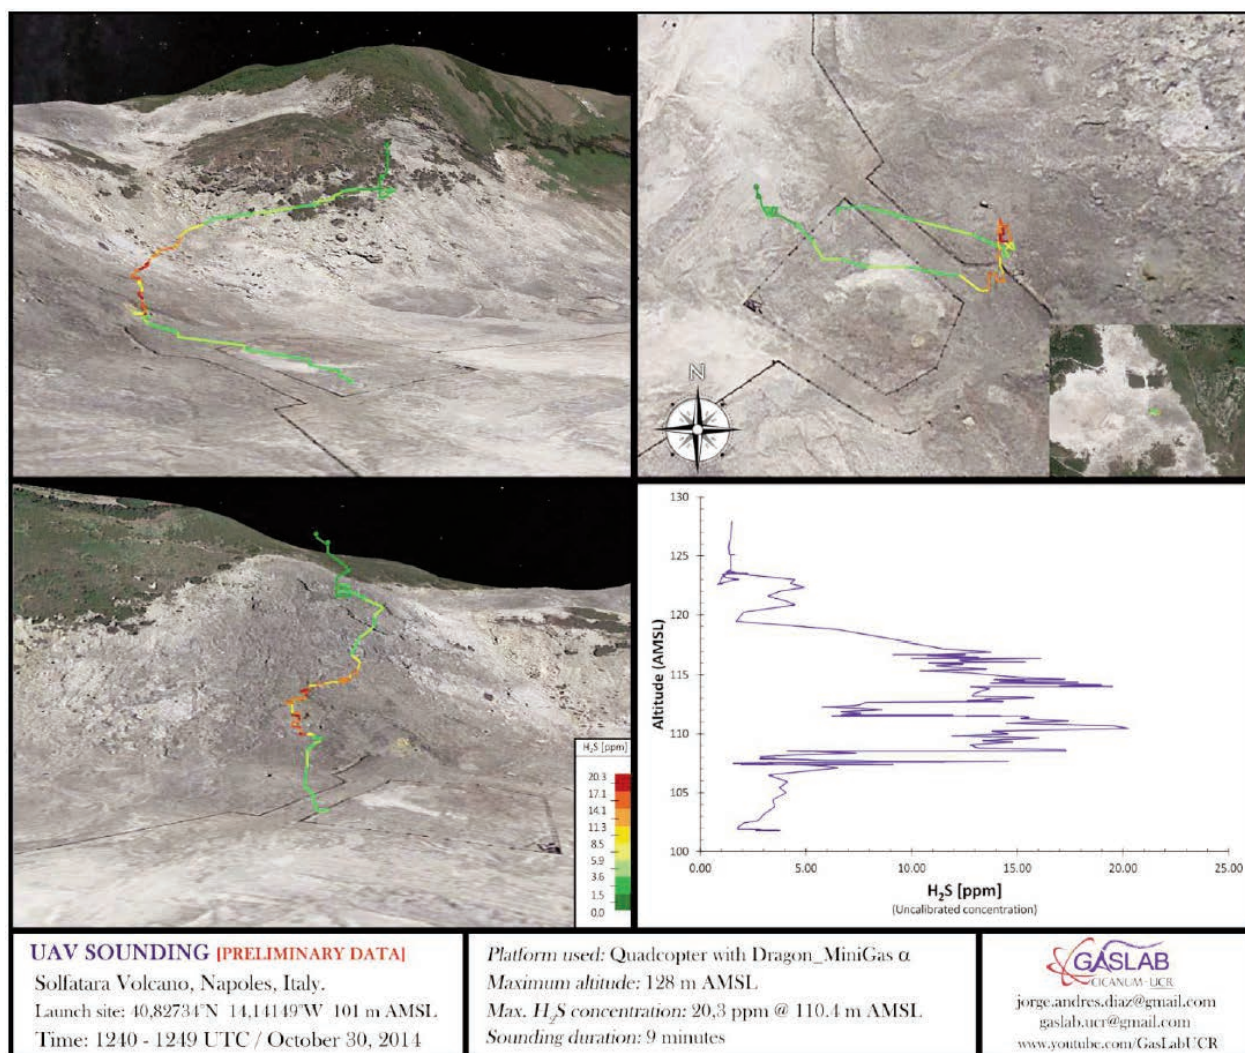 N
H₂S [ppm]
20.3
17.1
14.1
11.3
8.5
5.9
3.6
1.5
0.0
130
125
120
115
110
105
100
Altitude (AMSL)
0.00 5.00 10.00 15.00 20.00 25.00
H₂S [ppm]
(Uncalibrated concentration)
UAV SOUNDING [PRELIMINARY DATA]
Solfatara Volcano, Napoles, Italy.
Launch site: 40,82734°N 14,14149°W 101 m AMSL
Time: 1240 - 1249 UTC / October 30, 2014
Platform used: Quadcopter with Dragon_MiniGas α
Maximum altitude: 128 m AMSL
Max. H₂S concentration: 20,3 ppm @ 110.4 m AMSL
Sounding duration: 9 minutes
GASLAB
CICANUM-UCR
jorge.andres.diaz@gmail.com
gaslab.ucr@gmail.com
www.youtube.com/GasLabUCR